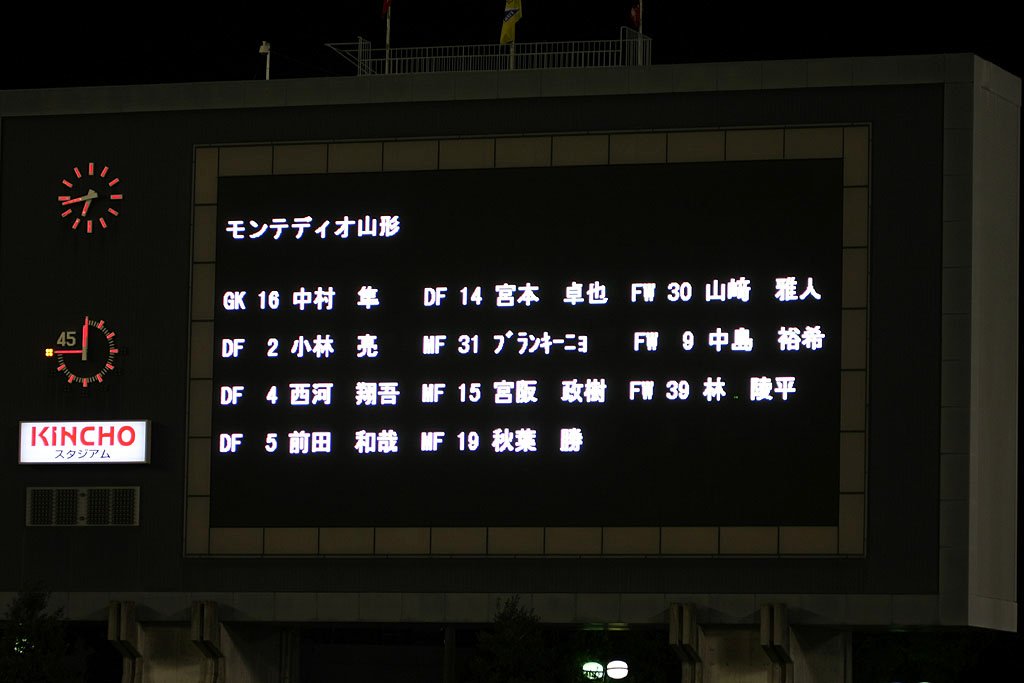 モンテディオ山形
GK 16 中村 隼 DF 14 宮本 卓也 FW 30 山﨑 雅人
DF 2 小林 亮 MF 31 ブランキーニョ FW 9 中島 裕希
DF 4 西河 翔吾 MF 15 宮阪 政樹 FW 39 林 陵平
DF 5 前田 和哉 MF 19 秋葉 勝
45
KINCHO
スタジアム